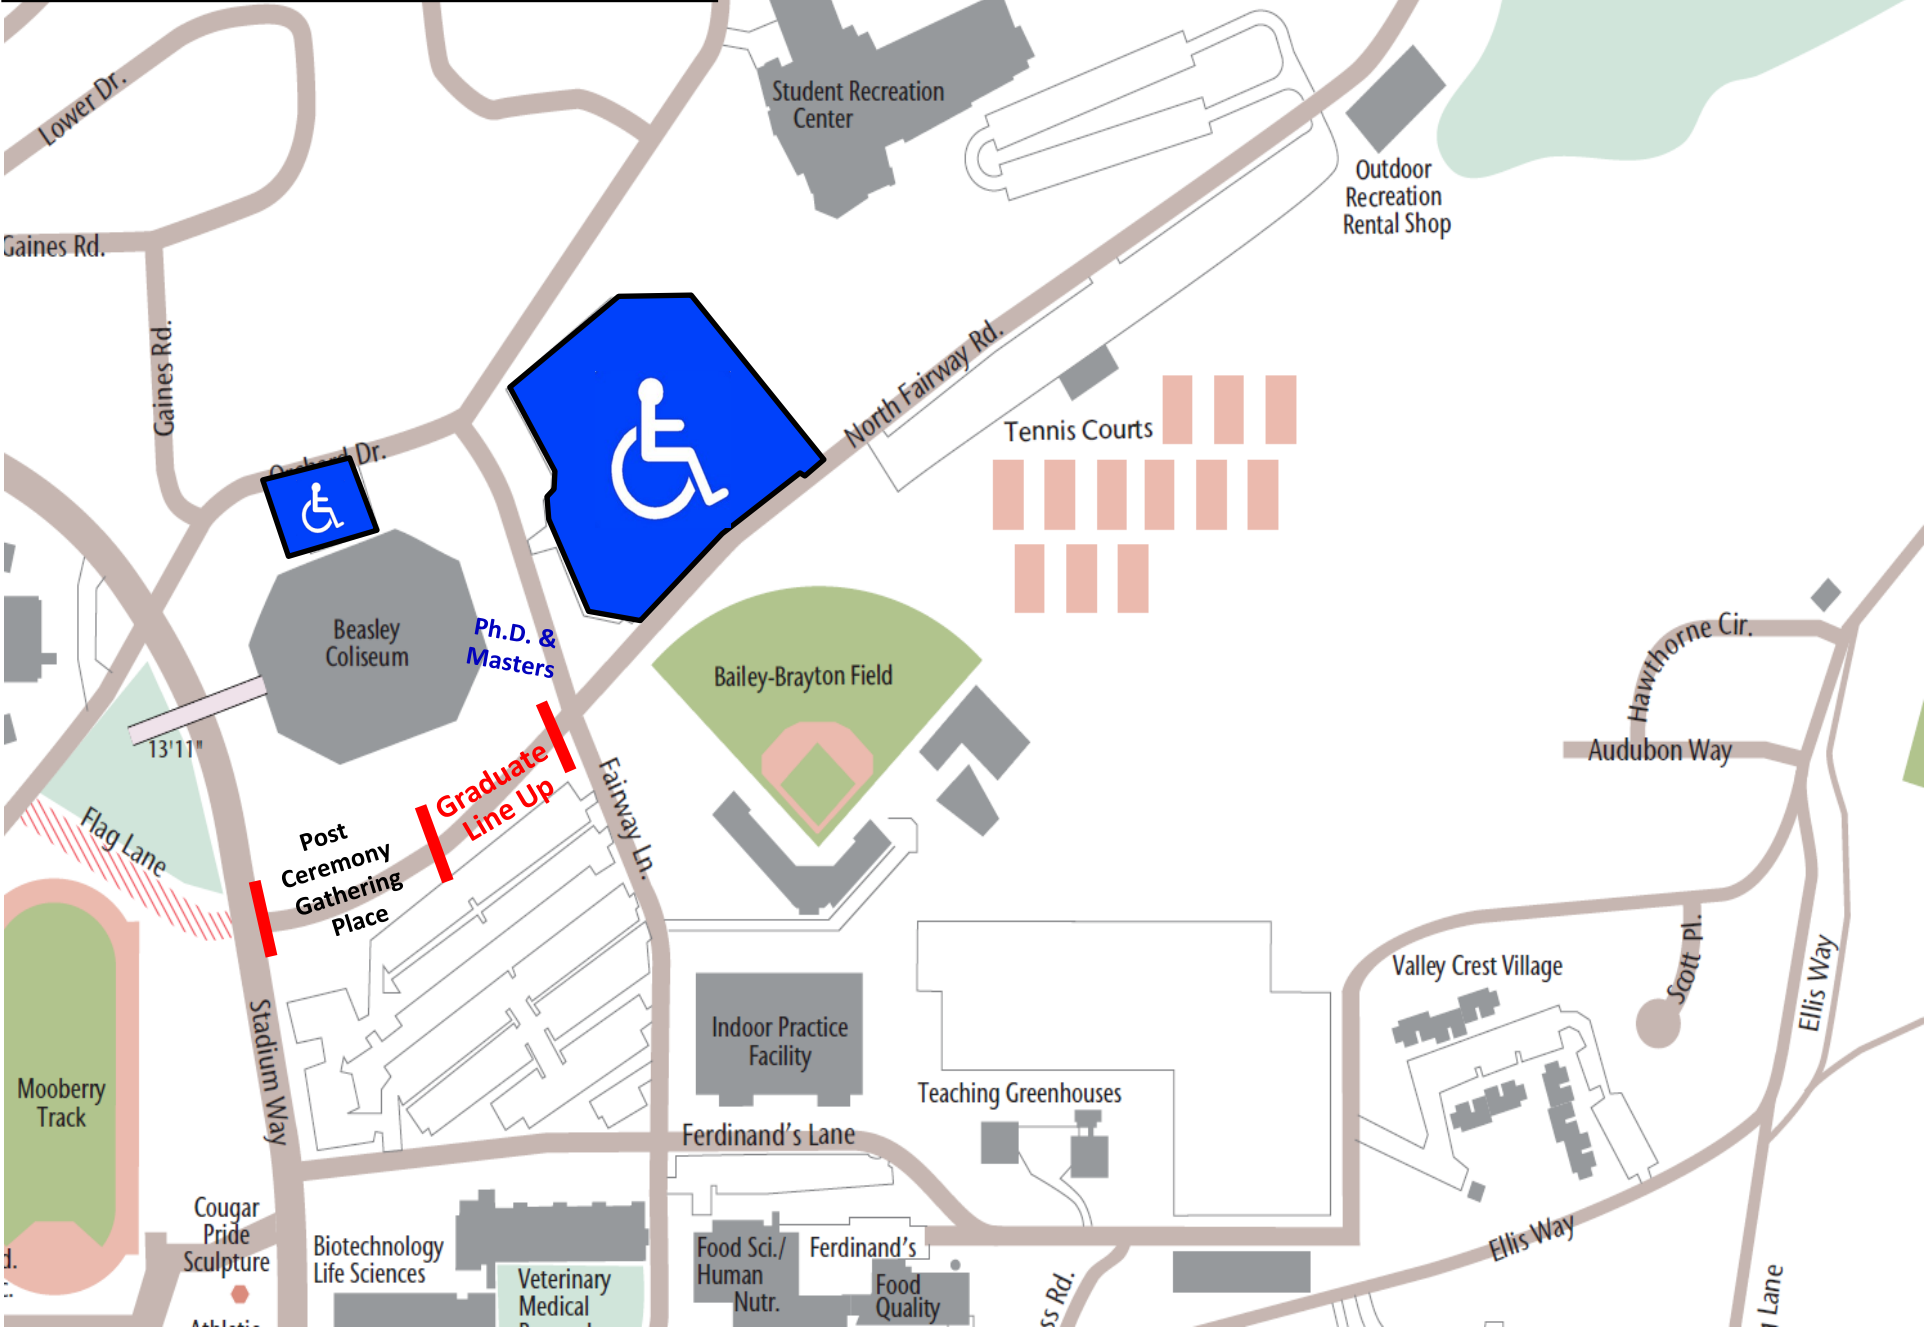 Student Recreation
Center
Lower Dr.
Outdoor
Recreation
Rental Shop
Gaines Rd.
Gaines Rd.
North Fairway Rd.
Tennis Courts
Orchard Dr.
Beasley
Coliseum
Ph.D. &
Masters
Bailey-Brayton Field
Hawthorne Cir.
Audubon Way
13'11"
Graduate
Line Up
Fairway Ln.
Flag Lane
Post
Ceremony
Gathering
Place
Valley Crest Village
Scott Pl.
Ellis Way
Stadium Way
Indoor Practice
Facility
Mooberry
Track
Teaching Greenhouses
Ferdinand's Lane
Cougar
Pride
Sculpture
Biotechnology
Life Sciences
Veterinary
Medical
Food Sci./
Human
Nutr.
Ferdinand's
Food
Quality
Ellis Way
ss Rd.
Lane
d.
Athletic